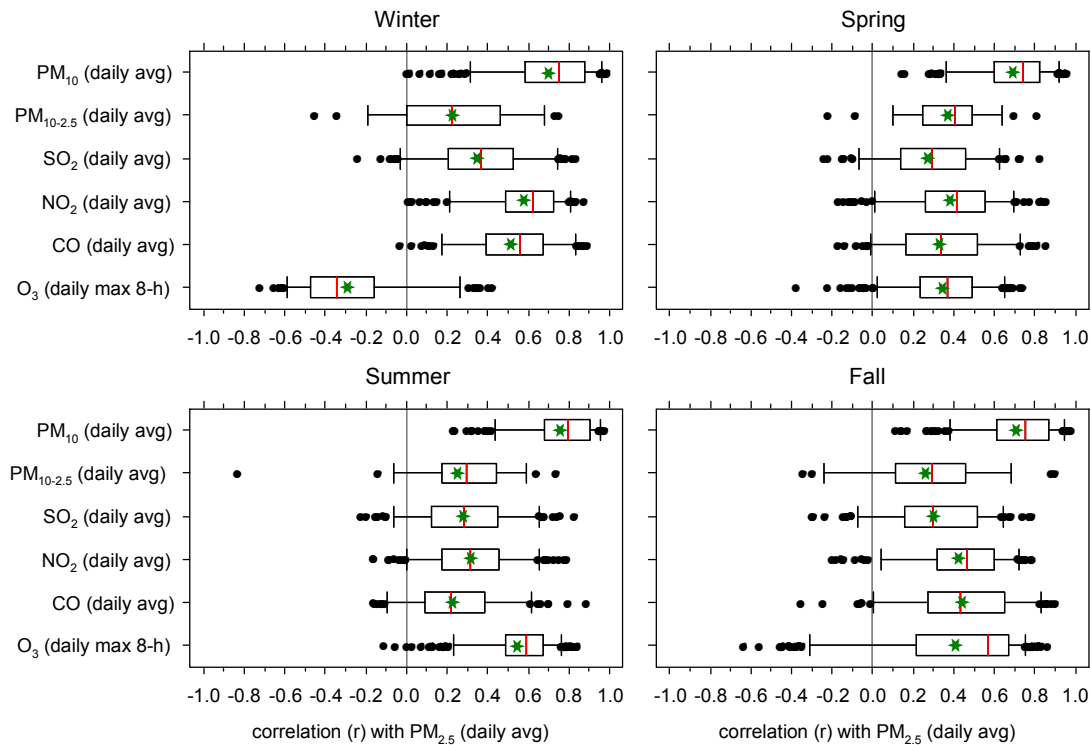 Winter
Spring
PM10 (daily avg)
PM10-2.5 (daily avg)
SO2 (daily avg)
NO2 (daily avg)
CO (daily avg)
O3 (daily max 8-h)
-1.0 -0.8 -0.6 -0.4 -0.2 0.0 0.2 0.4 0.6 0.8 1.0
-1.0 -0.8 -0.6 -0.4 -0.2 0.0 0.2 0.4 0.6 0.8 1.0
Summer
Fall
PM10 (daily avg)
PM10-2.5 (daily avg)
SO2 (daily avg)
NO2 (daily avg)
CO (daily avg)
O3 (daily max 8-h)
-1.0 -0.8 -0.6 -0.4 -0.2 0.0 0.2 0.4 0.6 0.8 1.0
-1.0 -0.8 -0.6 -0.4 -0.2 0.0 0.2 0.4 0.6 0.8 1.0
correlation (r) with PM2.5 (daily avg)
correlation (r) with PM2.5 (daily avg)